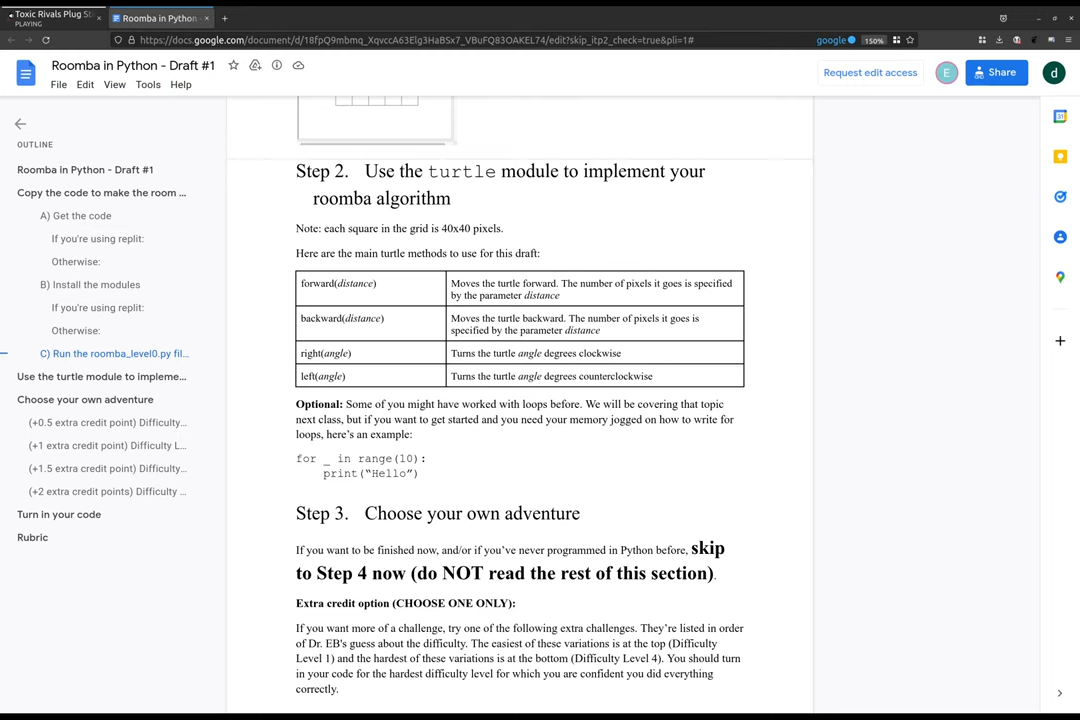 Toxic Rivals Plug St
PLAYING
Roomba in Python -
https://docs.google.com/document/d/18fpQ9mbmq_XqvccA63Elg3HaBSx7_VBuFQ83OAKEL74/edit?skip_itp2_check=true&pli=1#
google
150%
Roomba in Python - Draft #1
File Edit View Tools Help
Request edit access
E
Share
d
OUTLINE
Roomba in Python - Draft #1
Copy the code to make the room ...
A) Get the code
If you're using replit:
Otherwise:
B) Install the modules
If you're using replit:
Otherwise:
C) Run the roomba_level0.py fil...
Use the turtle module to impleme...
Choose your own adventure
(+0.5 extra credit point) Difficulty...
(+1 extra credit point) Difficulty L...
(+1.5 extra credit point) Difficulty...
(+2 extra credit points) Difficulty ...
Turn in your code
Rubric
Step 2. Use the turtle module to implement your
roomba algorithm
Note: each square in the grid is 40x40 pixels.
Here are the main turtle methods to use for this draft:
forward(distance) Moves the turtle forward. The number of pixels it goes is specified
by the parameter distance
backward(distance) Moves the turtle backward. The number of pixels it goes is
specified by the parameter distance
right(angle) Turns the turtle angle degrees clockwise
left(angle) Turns the turtle angle degrees counterclockwise
Optional: Some of you might have worked with loops before. We will be covering that topic
next class, but if you want to get started and you need your memory jogged on how to write for
loops, here's an example:
for _ in range(10):
print("Hello")
Step 3. Choose your own adventure
If you want to be finished now, and/or if you've never programmed in Python before, skip
to Step 4 now (do NOT read the rest of this section).
Extra credit option (CHOOSE ONE ONLY):
If you want more of a challenge, try one of the following extra challenges. They're listed in order
of Dr. EB's guess about the difficulty. The easiest of these variations is at the top (Difficulty
Level 1) and the hardest of these variations is at the bottom (Difficulty Level 4). You should turn
in your code for the hardest difficulty level for which you are confident you did everything
correctly.
31